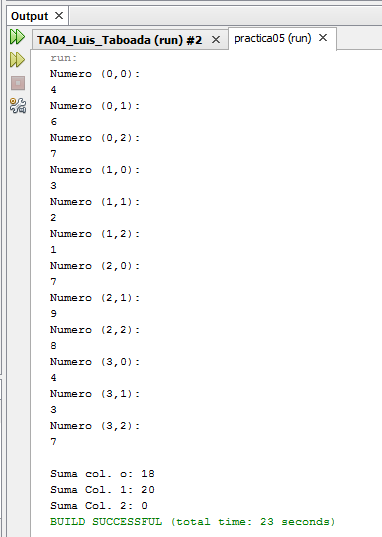 Output
TA04_Luis_Taboada (run) #2 practica05 (run)
run:
Numero (0,0):
4
Numero (0,1):
6
Numero (0,2):
7
Numero (1,0):
3
Numero (1,1):
2
Numero (1,2):
1
Numero (2,0):
7
Numero (2,1):
9
Numero (2,2):
8
Numero (3,0):
4
Numero (3,1):
3
Numero (3,2):
7
Suma col. o: 18
Suma Col. 1: 20
Suma Col. 2: 0
BUILD SUCCESSFUL (total time: 23 seconds)